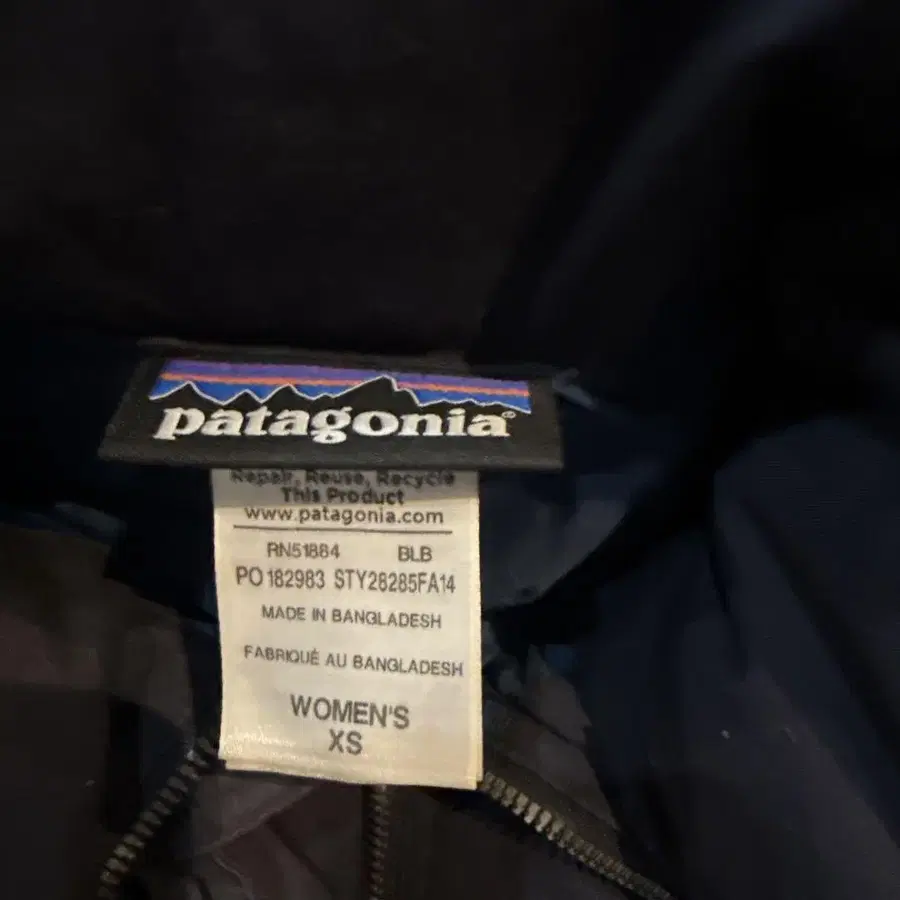 patagonia®
Repair, Reuse, Recycle
This Product
www.patagonia.com
RN51884 BLB
PO 182983 STY28285FA14
MADE IN BANGLADESH
FABRIQUÉ AU BANGLADESH
WOMEN'S
XS